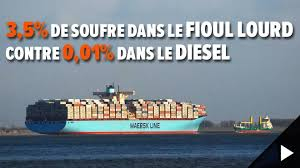 3,5% DE SOUFRE DANS LE FIOUL LOURD
CONTRE 0,01% DANS LE DIESEL
MAERSK LINE